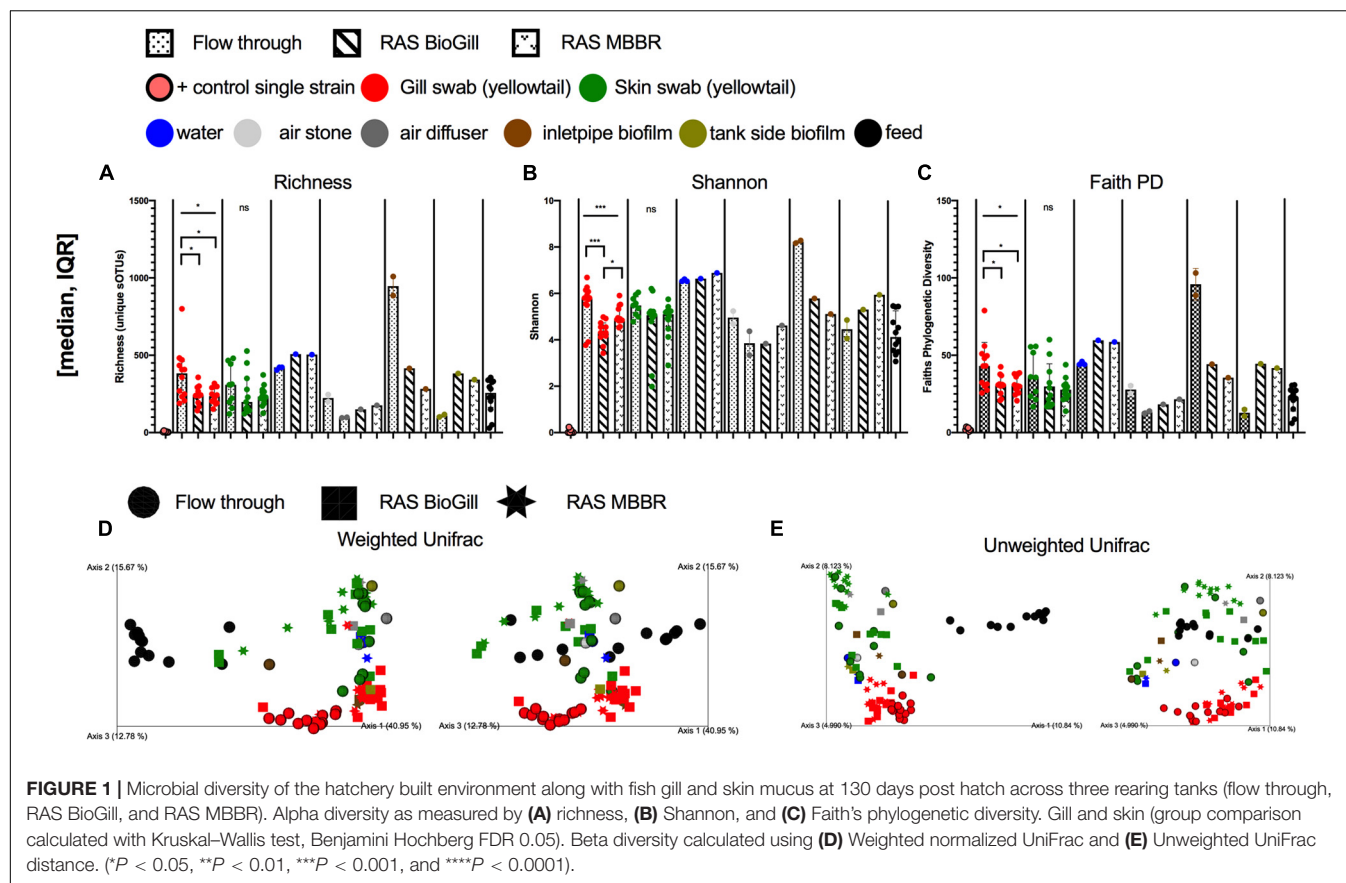 Flow through RAS BioGill RAS MBBR
+ control single strain Gill swab (yellowtail) Skin swab (yellowtail)
water air stone air diffuser inletpipe biofilm tank side biofilm feed
[median, IQR]
A Richness
Richness (unique sOTUs)
1500
1000
500
0
* * * ns
B Shannon
Shannon
10
8
6
4
2
0
*** *** * ns
C Faith PD
Faiths Phylogenetic Diversity
150
100
50
0
* * * ns
Flow through RAS BioGill RAS MBBR
D Weighted Unifrac
Axis 2 (15.67 %) Axis 2 (15.67 %)
Axis 1 (40.95 %)
Axis 3 (12.78 %) Axis 3 (12.78 %) Axis 1 (40.95 %)
E Unweighted Unifrac
Axis 2 (8.123 %) Axis 2 (8.123 %)
Axis 3 (4.990 %) Axis 1 (10.84 %) Axis 3 (4.990 %) Axis 1 (10.84 %)
FIGURE 1 | Microbial diversity of the hatchery built environment along with fish gill and skin mucus at 130 days post hatch across three rearing tanks (flow through,
RAS BioGill, and RAS MBBR). Alpha diversity as measured by (A) richness, (B) Shannon, and (C) Faith's phylogenetic diversity. Gill and skin (group comparison
calculated with Kruskal–Wallis test, Benjamini Hochberg FDR 0.05). Beta diversity calculated using (D) Weighted normalized UniFrac and (E) Unweighted UniFrac
distance. (*P < 0.05, **P < 0.01, ***P < 0.001, and ****P < 0.0001).